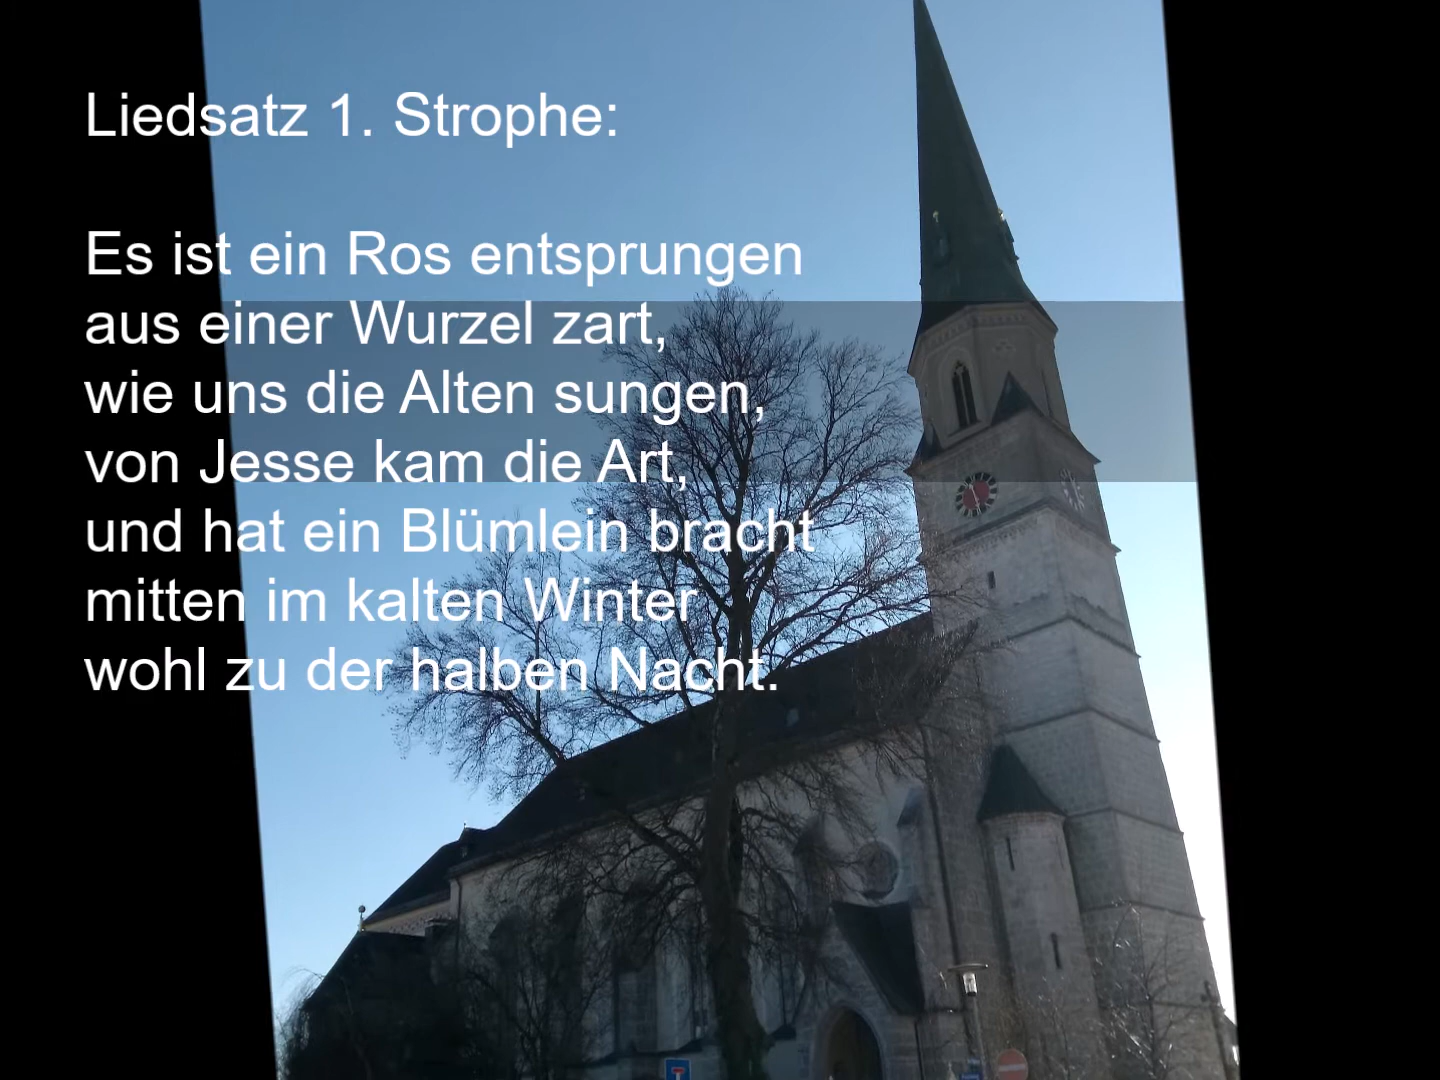 Liedsatz 1. Strophe:
Es ist ein Ros entsprungen
aus einer Wurzel zart,
wie uns die Alten sungen,
von Jesse kam die Art,
und hat ein Blümlein bracht
mitten im kalten Winter
wohl zu der halben Nacht.